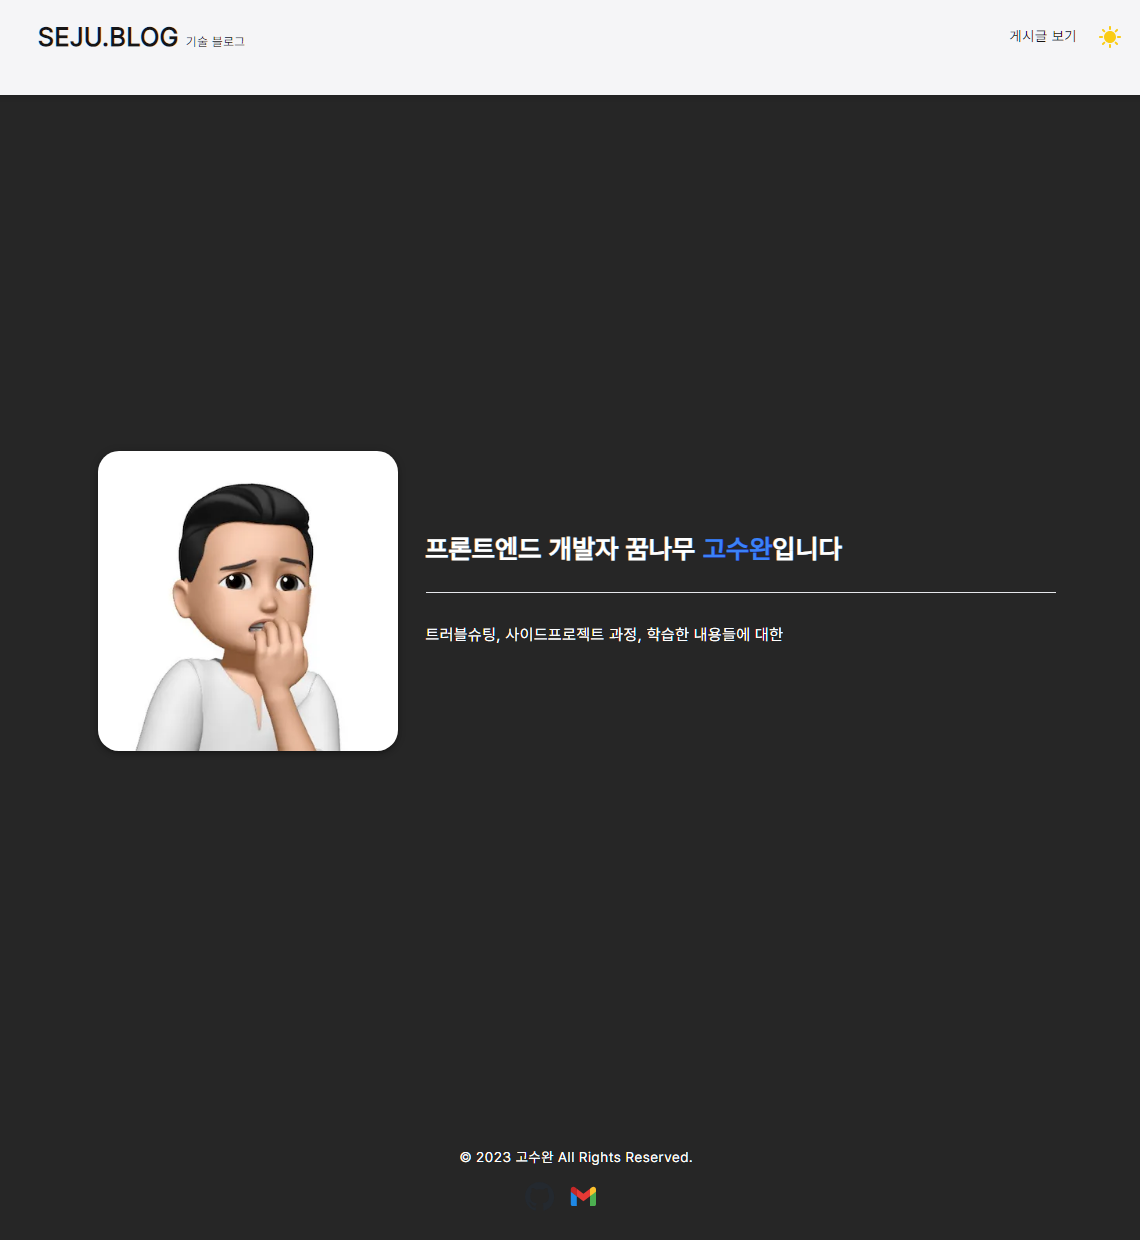 SEJU.BLOG 기술 블로그
게시글 보기
프론트엔드 개발자 꿈나무 고수완입니다
트러블슈팅, 사이드프로젝트 과정, 학습한 내용들에 대한
© 2023 고수완 All Rights Reserved.